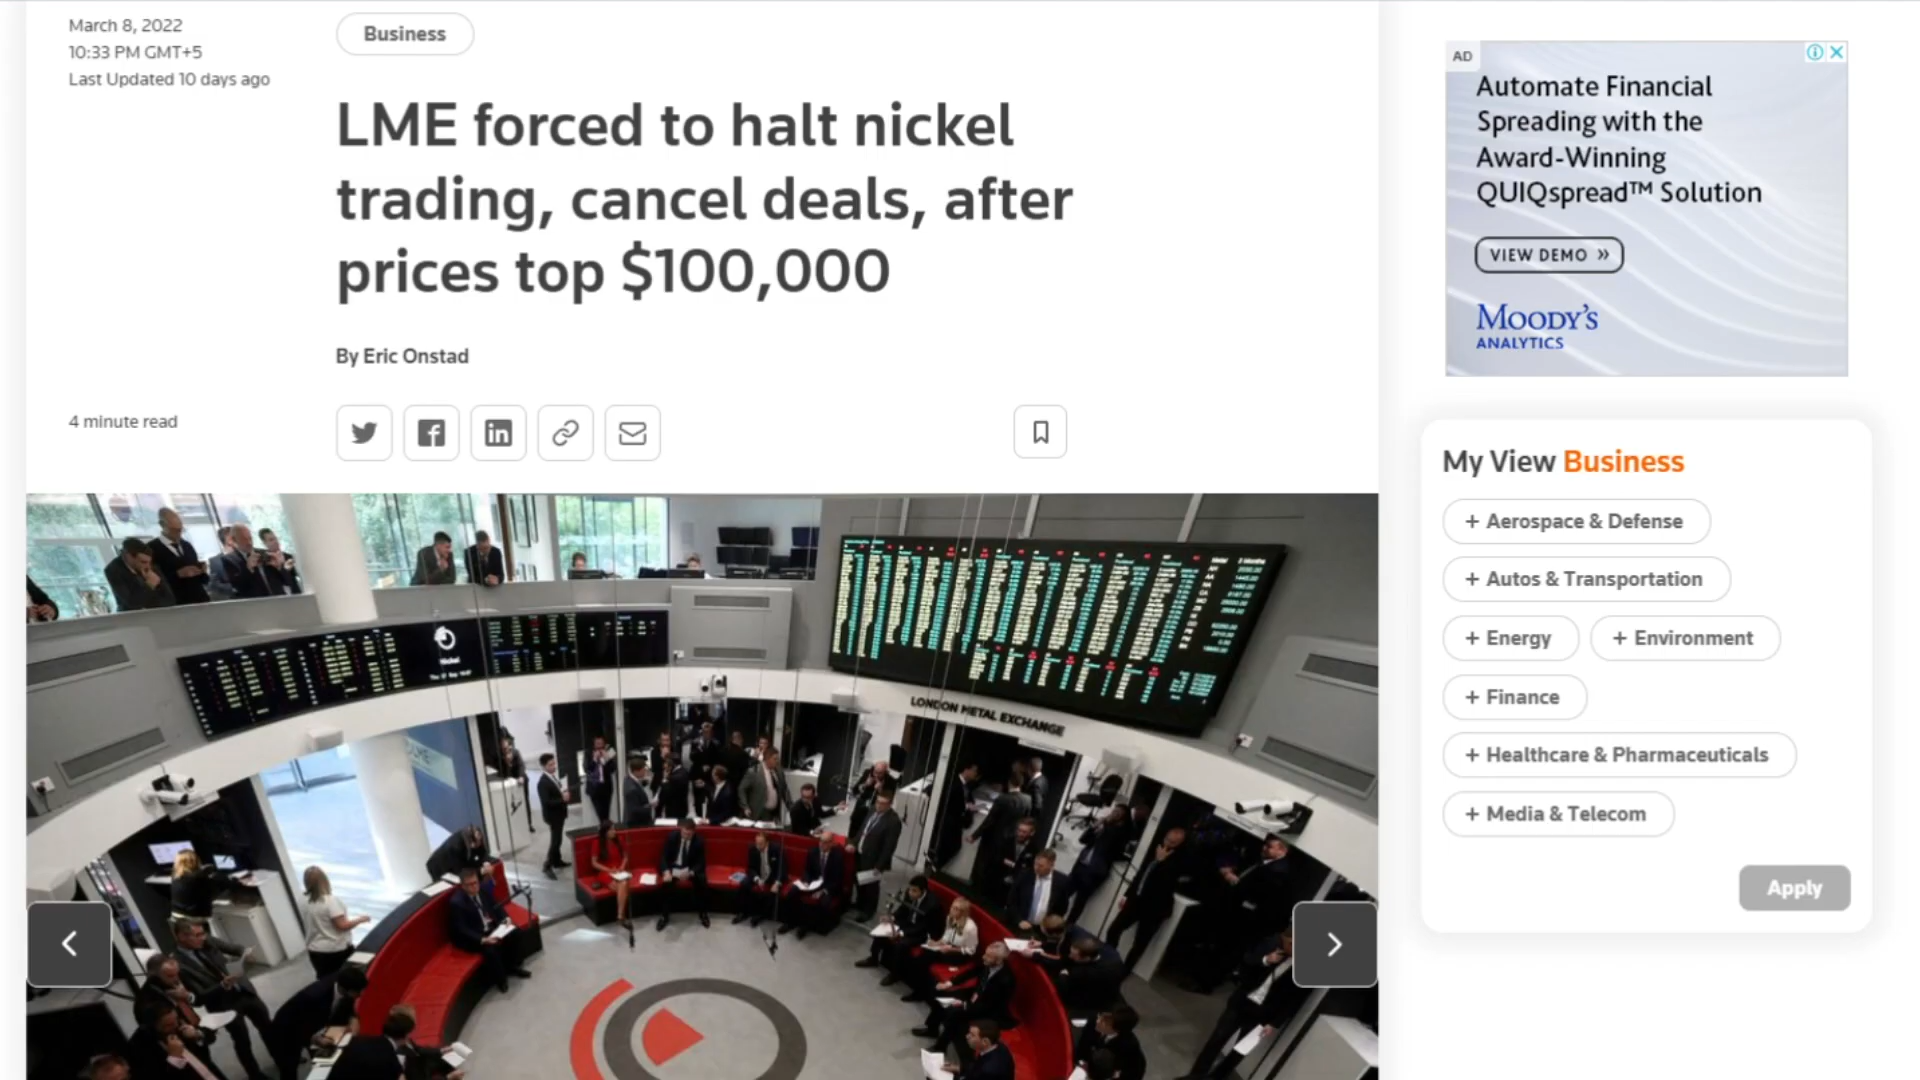 March 8, 2022
10:33 PM GMT+5
Last Updated 10 days ago
Business
LME forced to halt nickel
trading, cancel deals, after
prices top $100,000
By Eric Onstad
4 minute read
LONDON METAL EXCHANGE
Nickel
AD
Automate Financial
Spreading with the
Award-Winning
QUIQspread™ Solution
VIEW DEMO »
MOODY'S
ANALYTICS
My View Business
+ Aerospace & Defense
+ Autos & Transportation
+ Energy
+ Environment
+ Finance
+ Healthcare & Pharmaceuticals
+ Media & Telecom
Apply